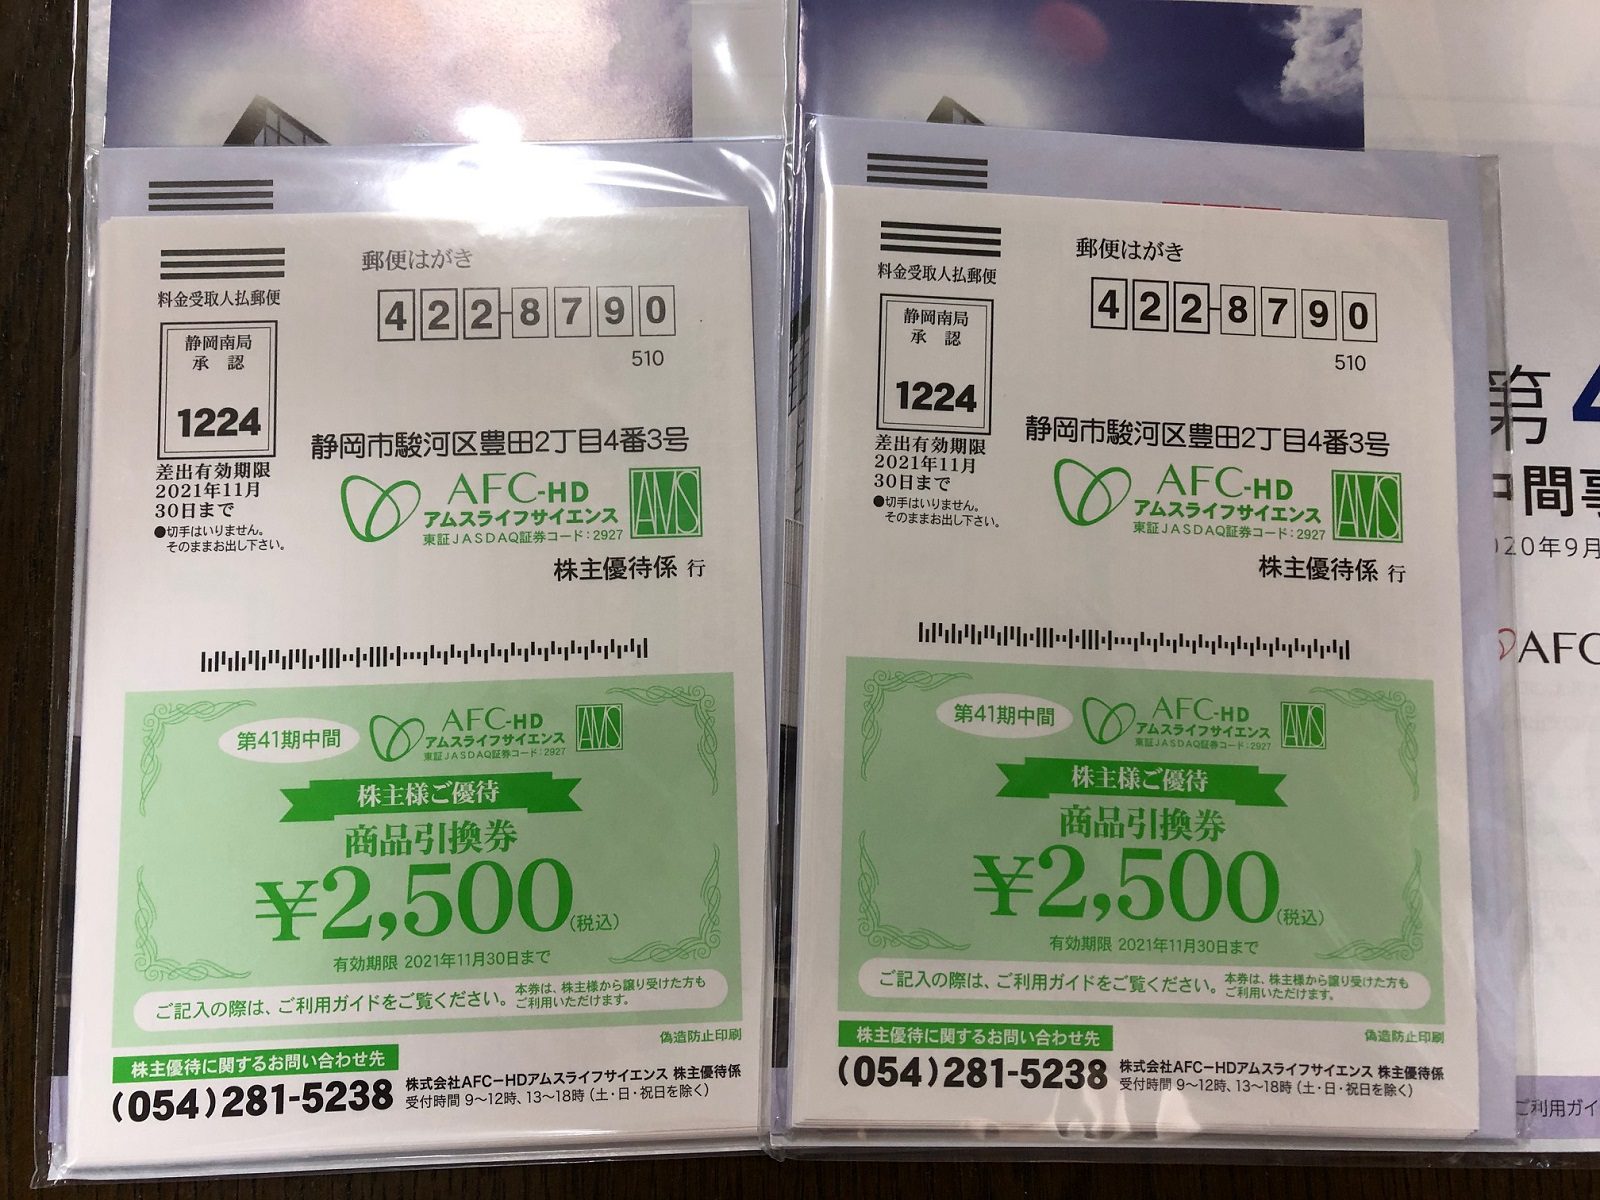 郵便はがき
料金受取人払郵便
422-8790
510
静岡南局
承 認
1224
差出有効期限
2021年11月
30日まで
●切手はいりません。
そのままお出し下さい。
静岡市駿河区豊田2丁目4番3号
AFC-HD
アムスライフサイエンス
東証JASDAQ証券コード:2927
AMS
株主優待係 行
第41期中間
AFC-HD
アムスライフサイエンス
東証JASDAQ証券コード:2927
AMS
株主様ご優待
商品引換券
¥2,500(税込)
有効期限 2021年11月30日まで
ご記入の際は、ご利用ガイドをご覧ください。
本券は、株主様から譲り受けた方も
ご利用いただけます。
偽造防止印刷
株主優待に関するお問い合わせ先
(054)281-5238
株式会社AFC-HDアムスライフサイエンス 株主優待係
受付時間 9~12時、13~18時(土・日・祝日を除く)
郵便はがき
料金受取人払郵便
422-8790
510
静岡南局
承 認
1224
差出有効期限
2021年11月
30日まで
●切手はいりません。
そのままお出し下さい。
静岡市駿河区豊田2丁目4番3号
AFC-HD
アムスライフサイエンス
東証JASDAQ証券コード:2927
AMS
株主優待係 行
第41期中間
AFC-HD
アムスライフサイエンス
東証JASDAQ証券コード:2927
AMS
株主様ご優待
商品引換券
¥2,500(税込)
有効期限 2021年11月30日まで
ご記入の際は、ご利用ガイドをご覧ください。
本券は、株主様から譲り受けた方も
ご利用いただけます。
偽造防止印刷
株主優待に関するお問い合わせ先
(054)281-5238
株式会社AFC-HDアムスライフサイエンス 株主優待係
受付時間 9~12時、13~18時(土・日・祝日を除く)
第4
中間事
020年9月
AFC
ご利用ガイ